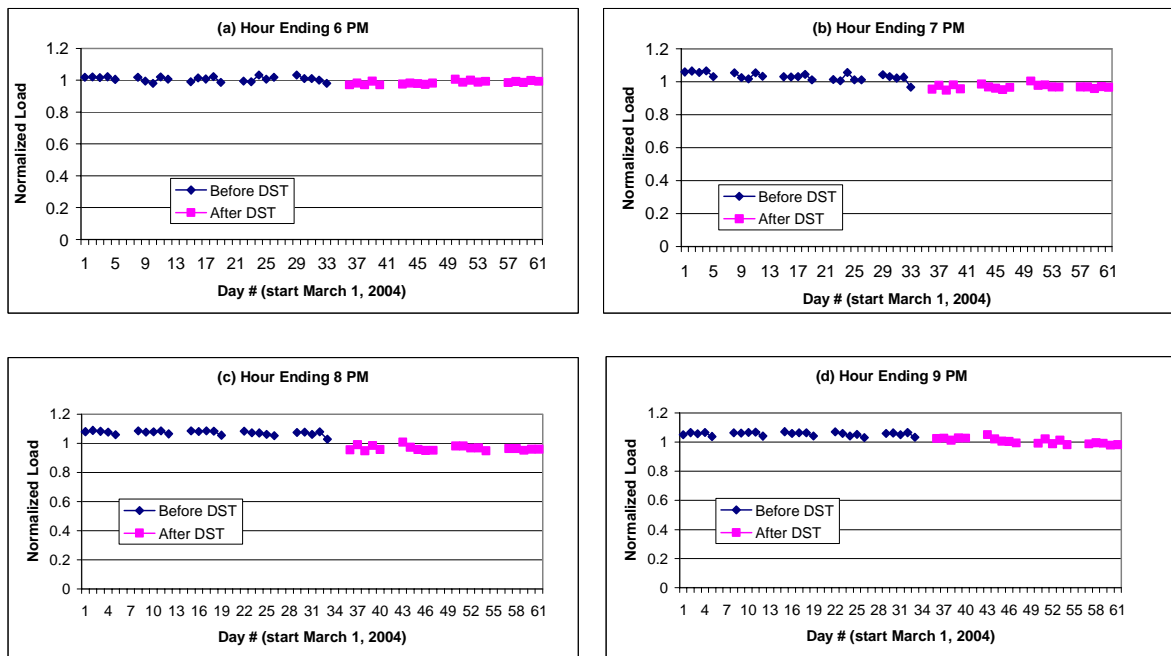 (a) Hour Ending 6 PM
Normalized Load
1.2
1
0.8
0.6
0.4
0.2
0
Before DST
After DST
1 5 9 13 17 21 25 29 33 37 41 45 49 53 57 61
Day # (start March 1, 2004)
(b) Hour Ending 7 PM
Normalized Load
1.2
1
0.8
0.6
0.4
0.2
0
Before DST
After DST
1 5 9 13 17 21 25 29 33 37 41 45 49 53 57 61
Day # (start March 1, 2004)
(c) Hour Ending 8 PM
Normalized Load
1.2
1
0.8
0.6
0.4
0.2
0
Before DST
After DST
1 4 7 10 13 16 19 22 25 28 31 34 37 40 43 46 49 52 55 58 61
Day # (start March 1, 2004)
(d) Hour Ending 9 PM
Normalized Load
1.2
1
0.8
0.6
0.4
0.2
0
Before DST
After DST
1 4 7 10 13 16 19 22 25 28 31 34 37 40 43 46 49 52 55 58 61
Day # (start March 1, 2004)